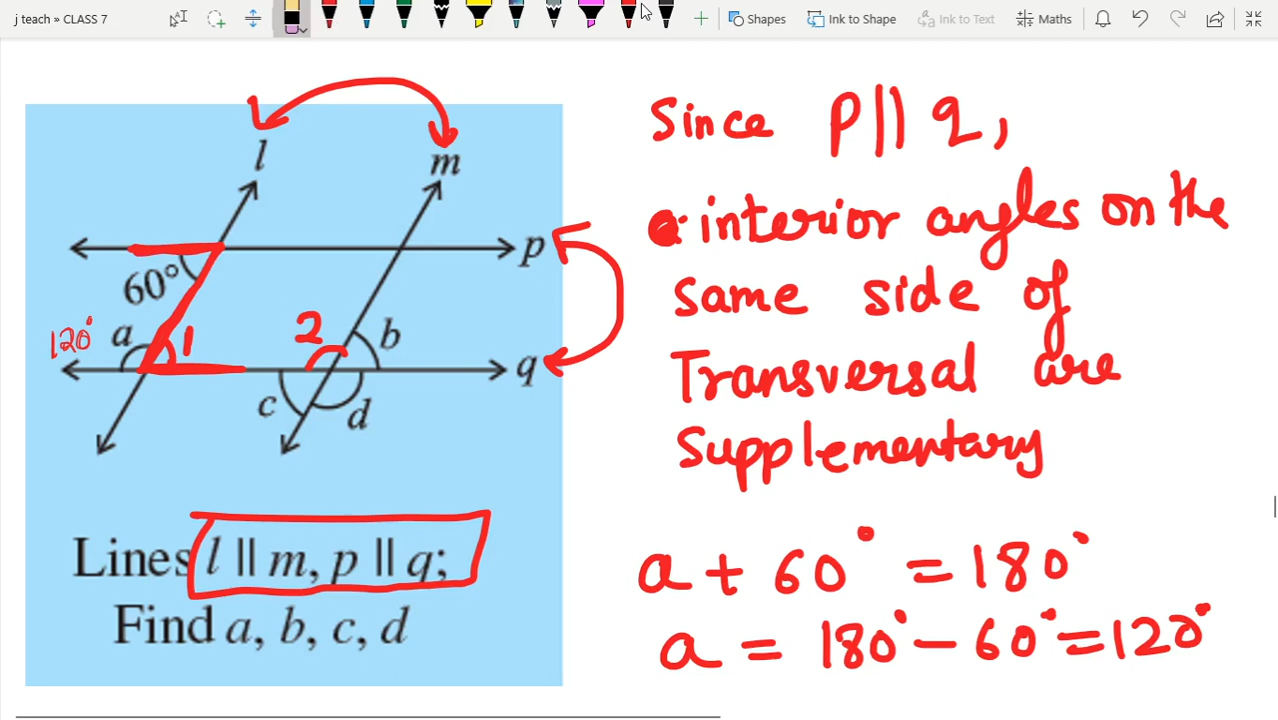 j teach ▸ CLASS 7
Shapes
Ink to Shape
Ink to Text
Maths
l
m
p
60°
120° a 1
2
b
q
c
d
Lines l || m, p || q;
Find a, b, c, d
Since p || q,
interior angles on the
same side of
Transversal are
Supplementary
a + 60° = 180°
a = 180° - 60° = 120°